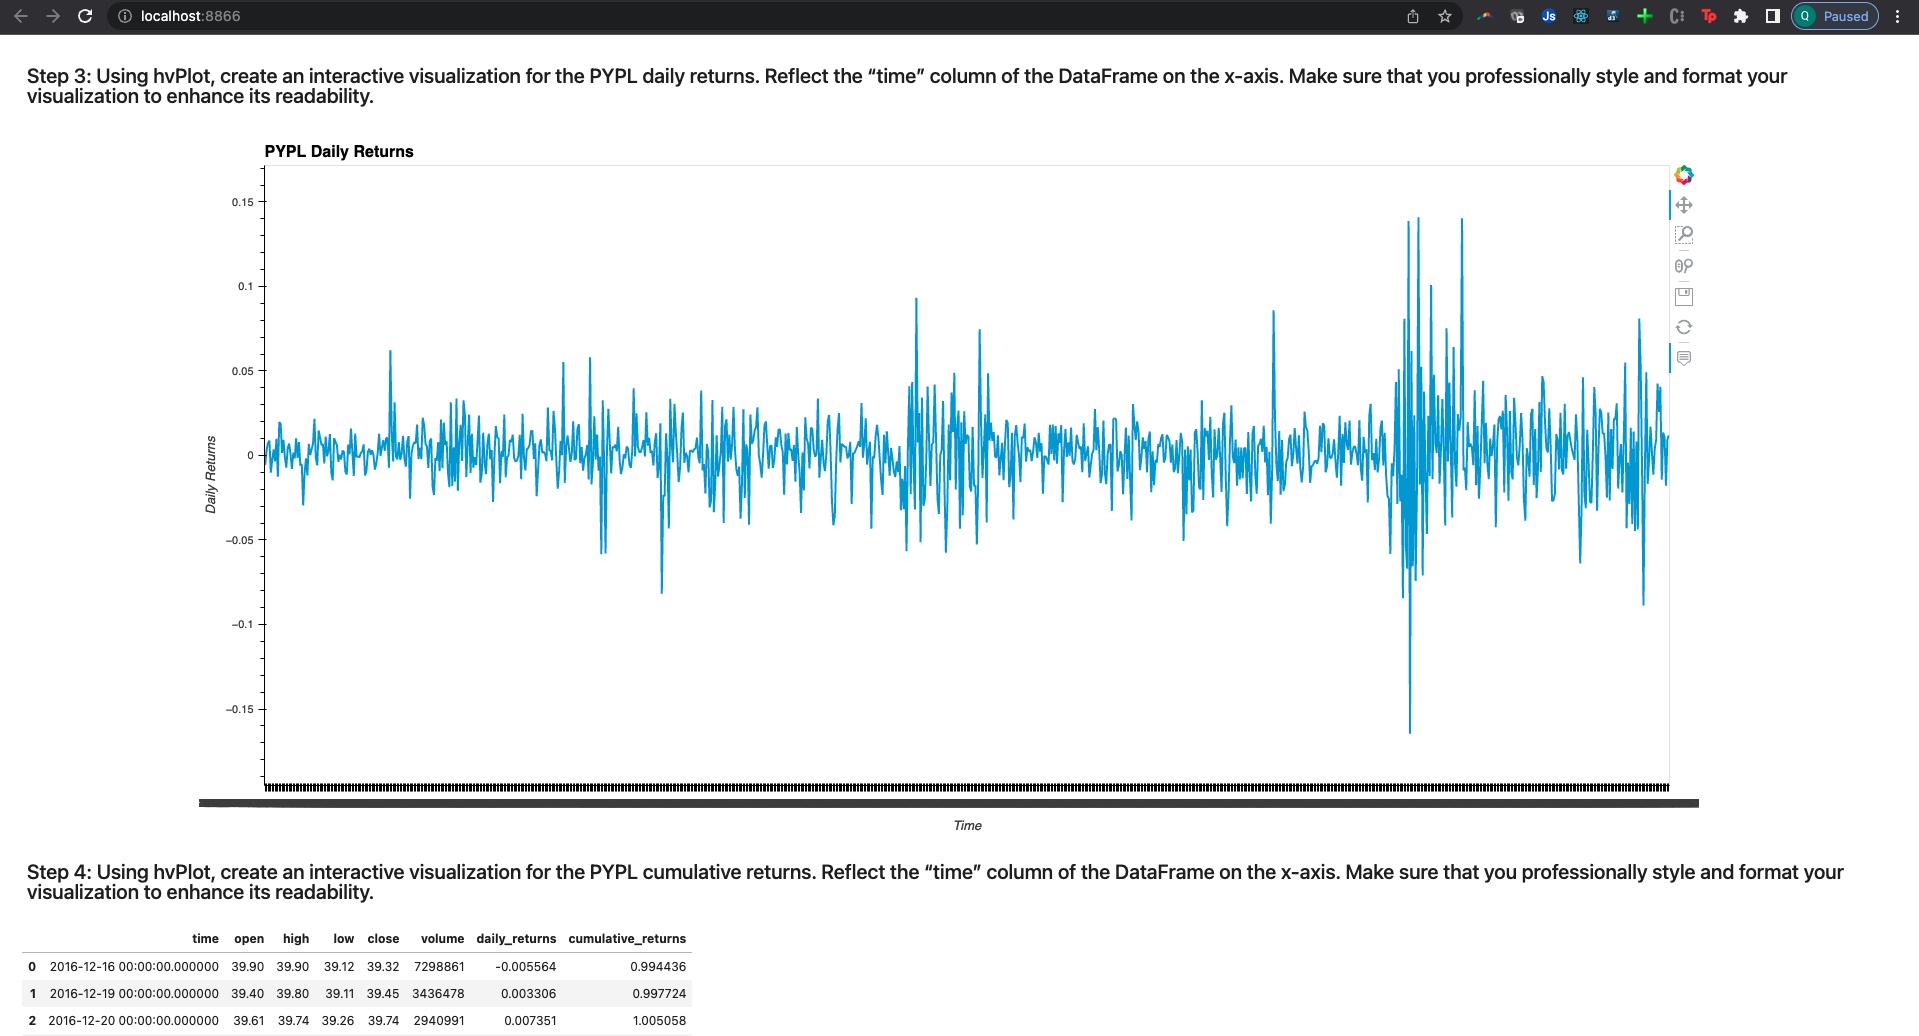 localhost:8866
Js
Tp
Q Paused
Step 3: Using hvPlot, create an interactive visualization for the PYPL daily returns. Reflect the “time” column of the DataFrame on the x-axis. Make sure that you professionally style and format your
visualization to enhance its readability.
PYPL Daily Returns
0.15
0.1
0.05
0
−0.05
−0.1
−0.15
Daily Returns
Time
Step 4: Using hvPlot, create an interactive visualization for the PYPL cumulative returns. Reflect the “time” column of the DataFrame on the x-axis. Make sure that you professionally style and format your
visualization to enhance its readability.
time open high low close volume daily_returns cumulative_returns
0 2016-12-16 00:00:00.000000 39.90 39.90 39.12 39.32 7298861 -0.005564 0.994436
1 2016-12-19 00:00:00.000000 39.40 39.80 39.11 39.45 3436478 0.003306 0.997724
2 2016-12-20 00:00:00.000000 39.61 39.74 39.26 39.74 2940991 0.007351 1.005058